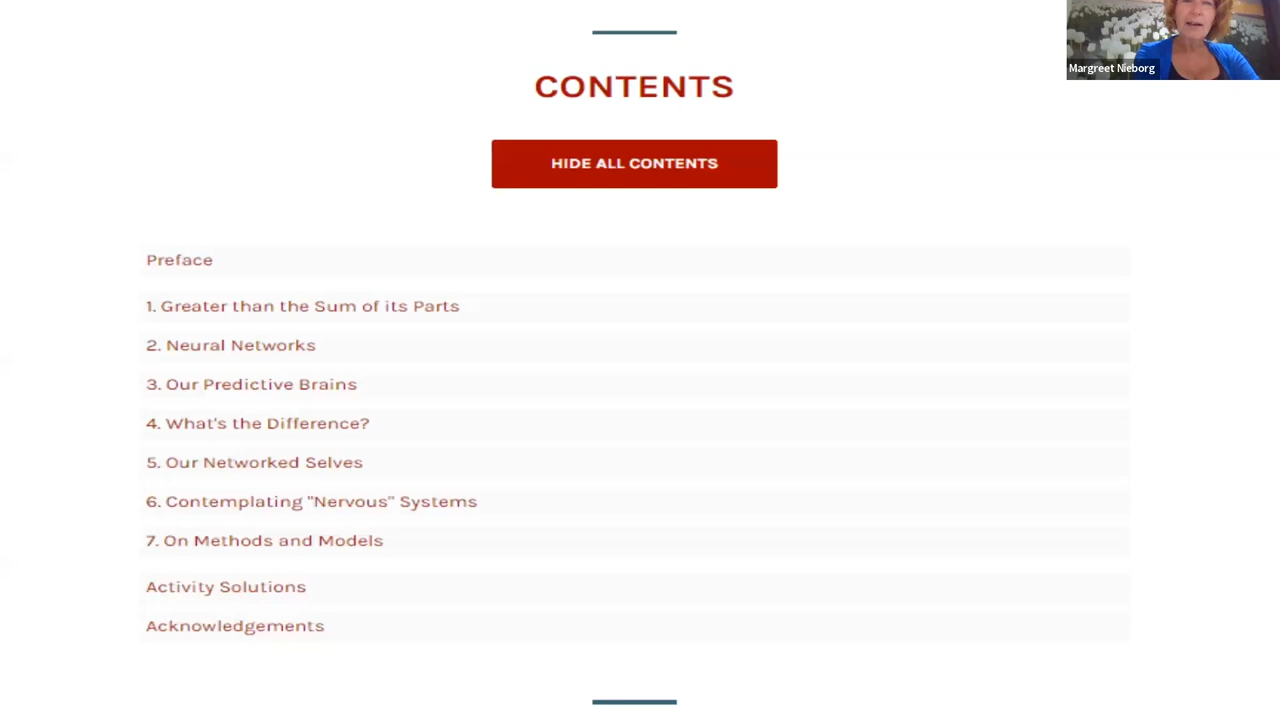 Margreet Nieborg
CONTENTS
HIDE ALL CONTENTS
Preface
1. Greater than the Sum of its Parts
2. Neural Networks
3. Our Predictive Brains
4. What's the Difference?
5. Our Networked Selves
6. Contemplating "Nervous" Systems
7. On Methods and Models
Activity Solutions
Acknowledgements